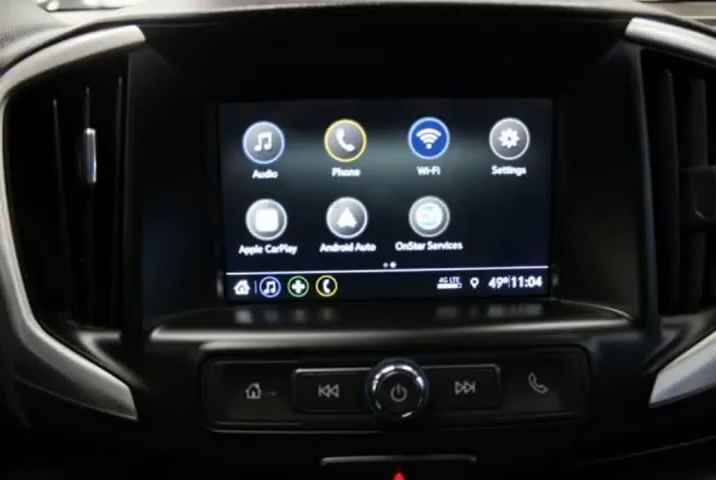 Audio Phone Wi-Fi Settings
Apple CarPlay Android Auto OnStar Services
4G LTE 49° 11:04